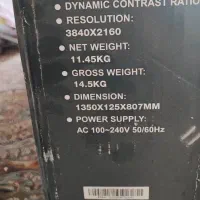 • DYNAMIC CONTRAST RATIO
• RESOLUTION:
3840X2160
• NET WEIGHT:
11.45KG
• GROSS WEIGHT:
14.5KG
• DIMENSION:
1350X125X807MM
• POWER SUPPLY:
AC 100~240V 50/60Hz